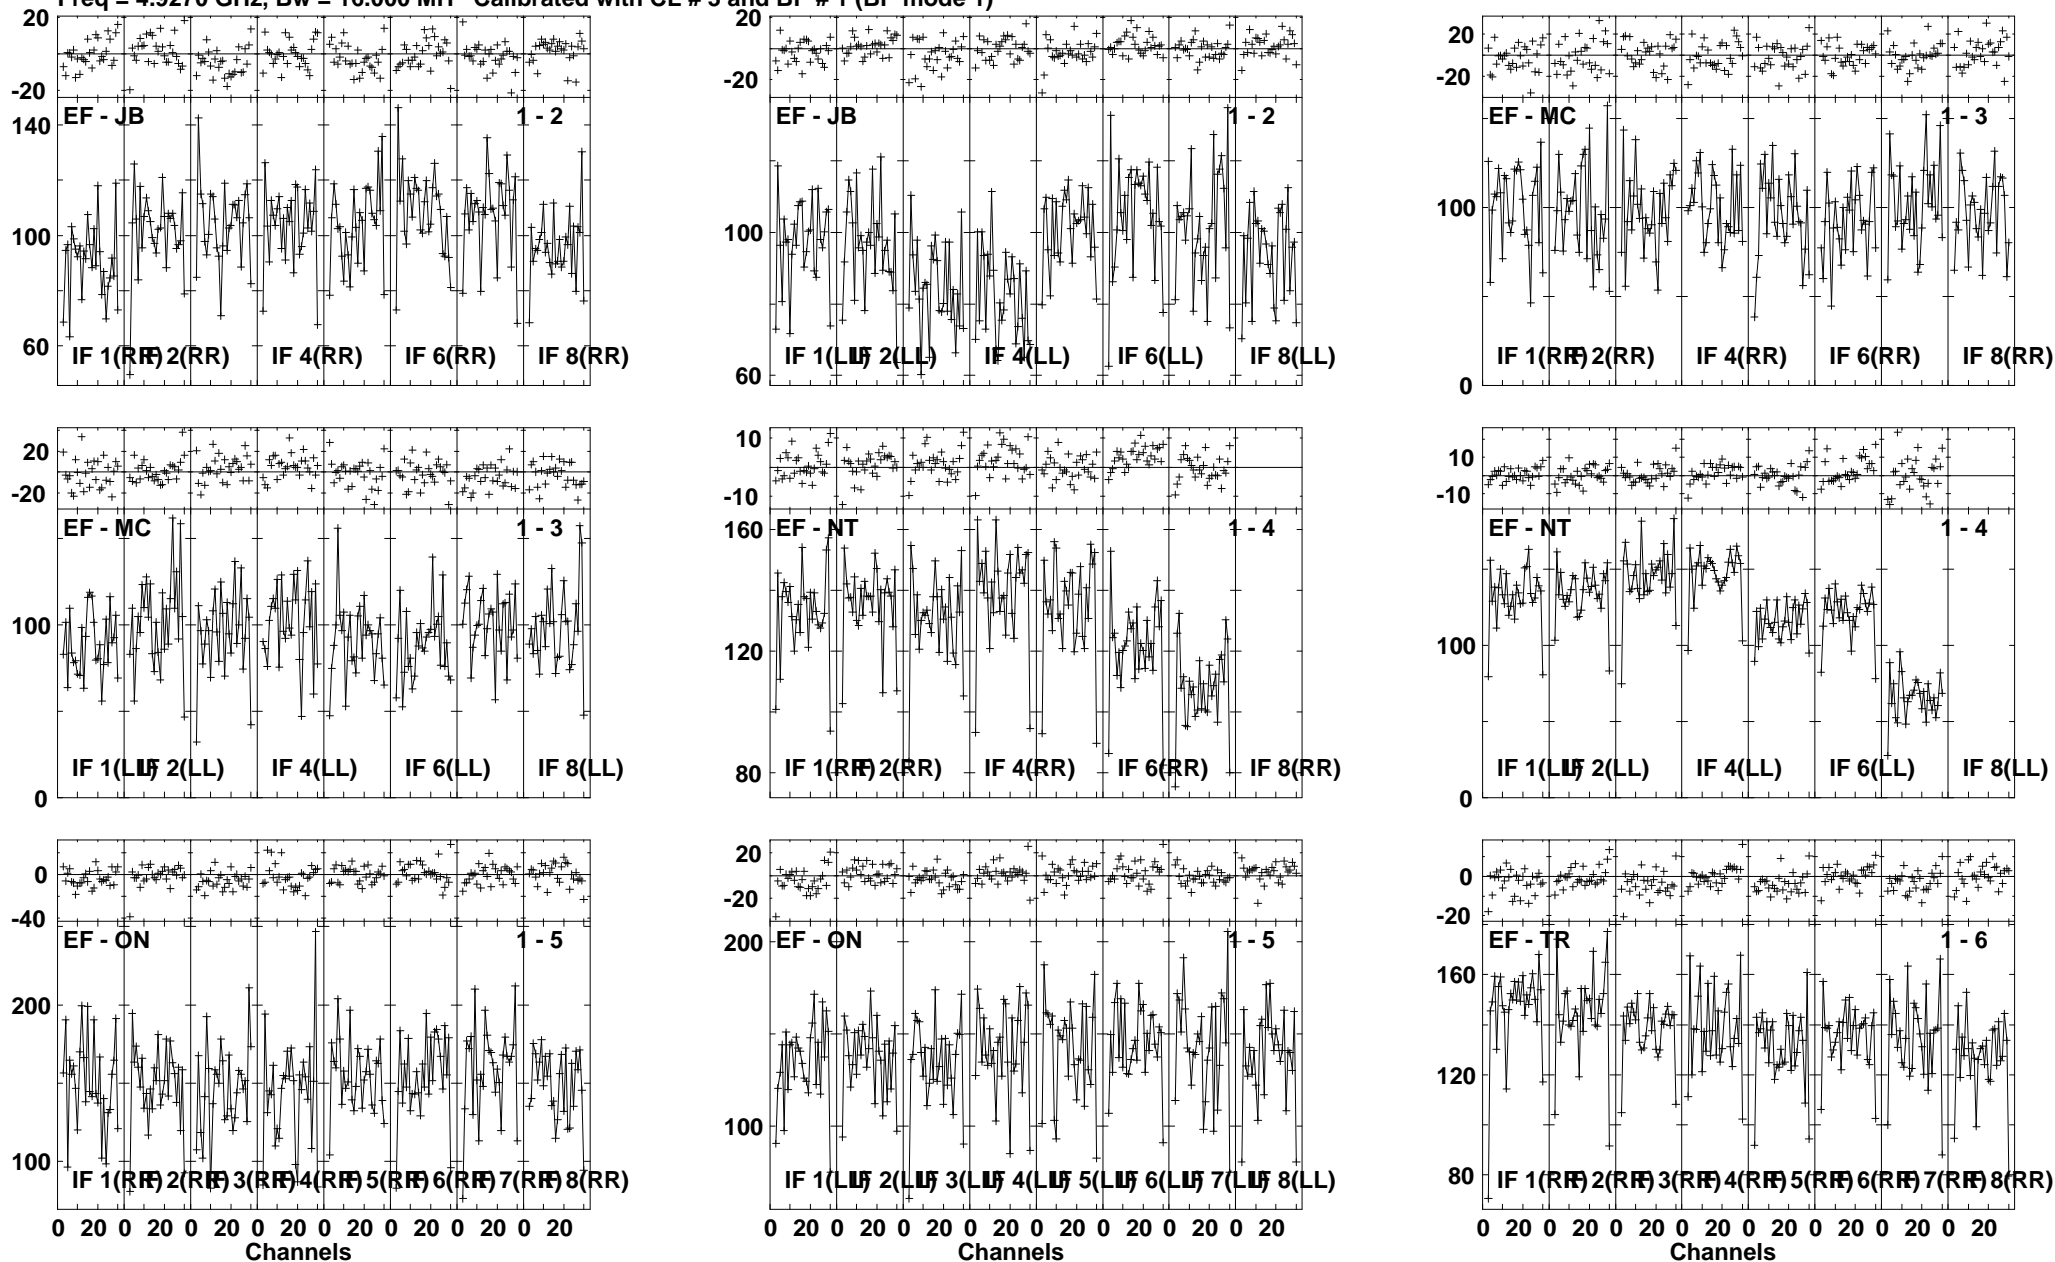 Freq = 4.9270 GHz, Bw = 16.000 MH Calibrated with CL # 3 and BP # 1 (BP mode 1)
20
-20
EF - JB 1 - 2
140
100
60
IF 1(RR) IF 2(RR) IF 4(RR) IF 6(RR) IF 8(RR)
20
-20
EF - JB 1 - 2
100
60
IF 1(LL) IF 2(LL) IF 4(LL) IF 6(LL) IF 8(LL)
20
-20
EF - MC 1 - 3
100
0
IF 1(RR) IF 2(RR) IF 4(RR) IF 6(RR) IF 8(RR)
20
-20
EF - MC 1 - 3
100
0
IF 1(LL) IF 2(LL) IF 4(LL) IF 6(LL) IF 8(LL)
10
-10
EF - NT 1 - 4
160
120
80
IF 1(RR) IF 2(RR) IF 4(RR) IF 6(RR) IF 8(RR)
10
-10
EF - NT 1 - 4
100
0
IF 1(LL) IF 2(LL) IF 4(LL) IF 6(LL) IF 8(LL)
0
-40
EF - ON 1 - 5
200
100
IF 1(RR) IF 2(RR) IF 3(RR) IF 4(RR) IF 5(RR) IF 6(RR) IF 7(RR) IF 8(RR)
0 20 0 20 0 20 0 20 0 20 0 20 0 20 0 20
Channels
20
-20
EF - ON 1 - 5
200
100
IF 1(LL) IF 2(LL) IF 3(LL) IF 4(LL) IF 5(LL) IF 6(LL) IF 7(LL) IF 8(LL)
0 20 0 20 0 20 0 20 0 20 0 20 0 20 0 20
Channels
0
-20
EF - TR 1 - 6
160
120
80
IF 1(RR) IF 2(RR) IF 3(RR) IF 4(RR) IF 5(RR) IF 6(RR) IF 7(RR) IF 8(RR)
0 20 0 20 0 20 0 20 0 20 0 20 0 20 0 20
Channels